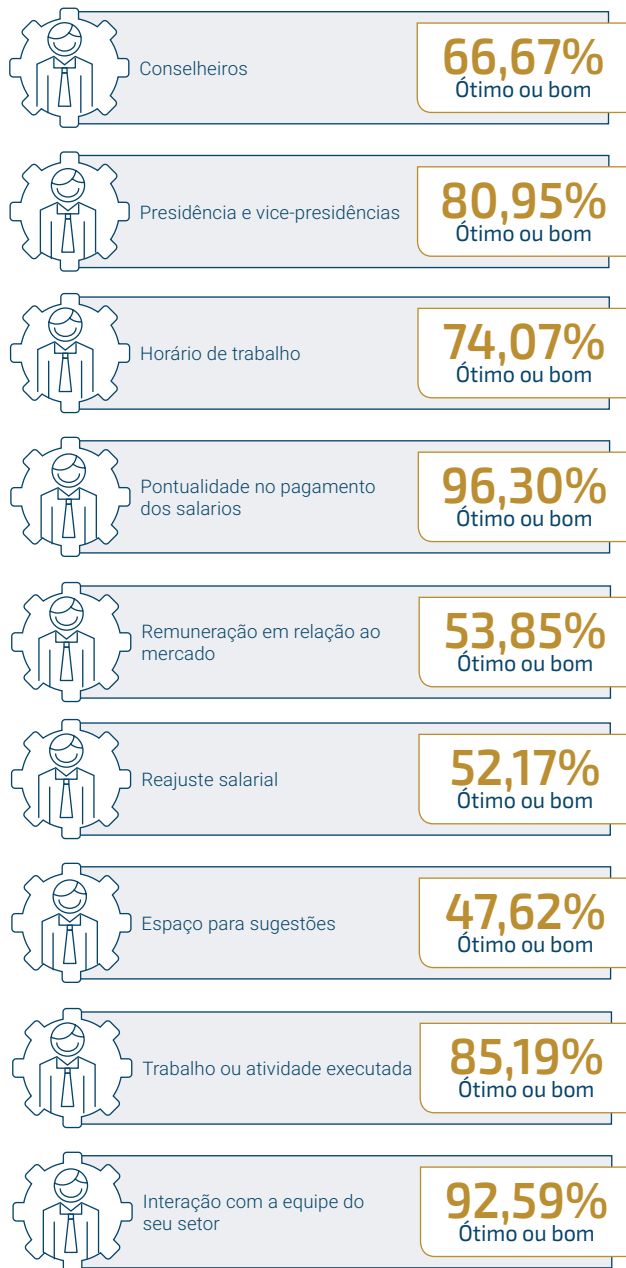 Conselheiros
66,67%
Ótimo ou bom
Presidência e vice-presidências
80,95%
Ótimo ou bom
Horário de trabalho
74,07%
Ótimo ou bom
Pontualidade no pagamento
dos salarios
96,30%
Ótimo ou bom
Remuneração em relação ao
mercado
53,85%
Ótimo ou bom
Reajuste salarial
52,17%
Ótimo ou bom
Espaço para sugestões
47,62%
Ótimo ou bom
Trabalho ou atividade executada
85,19%
Ótimo ou bom
Interação com a equipe do
seu setor
92,59%
Ótimo ou bom